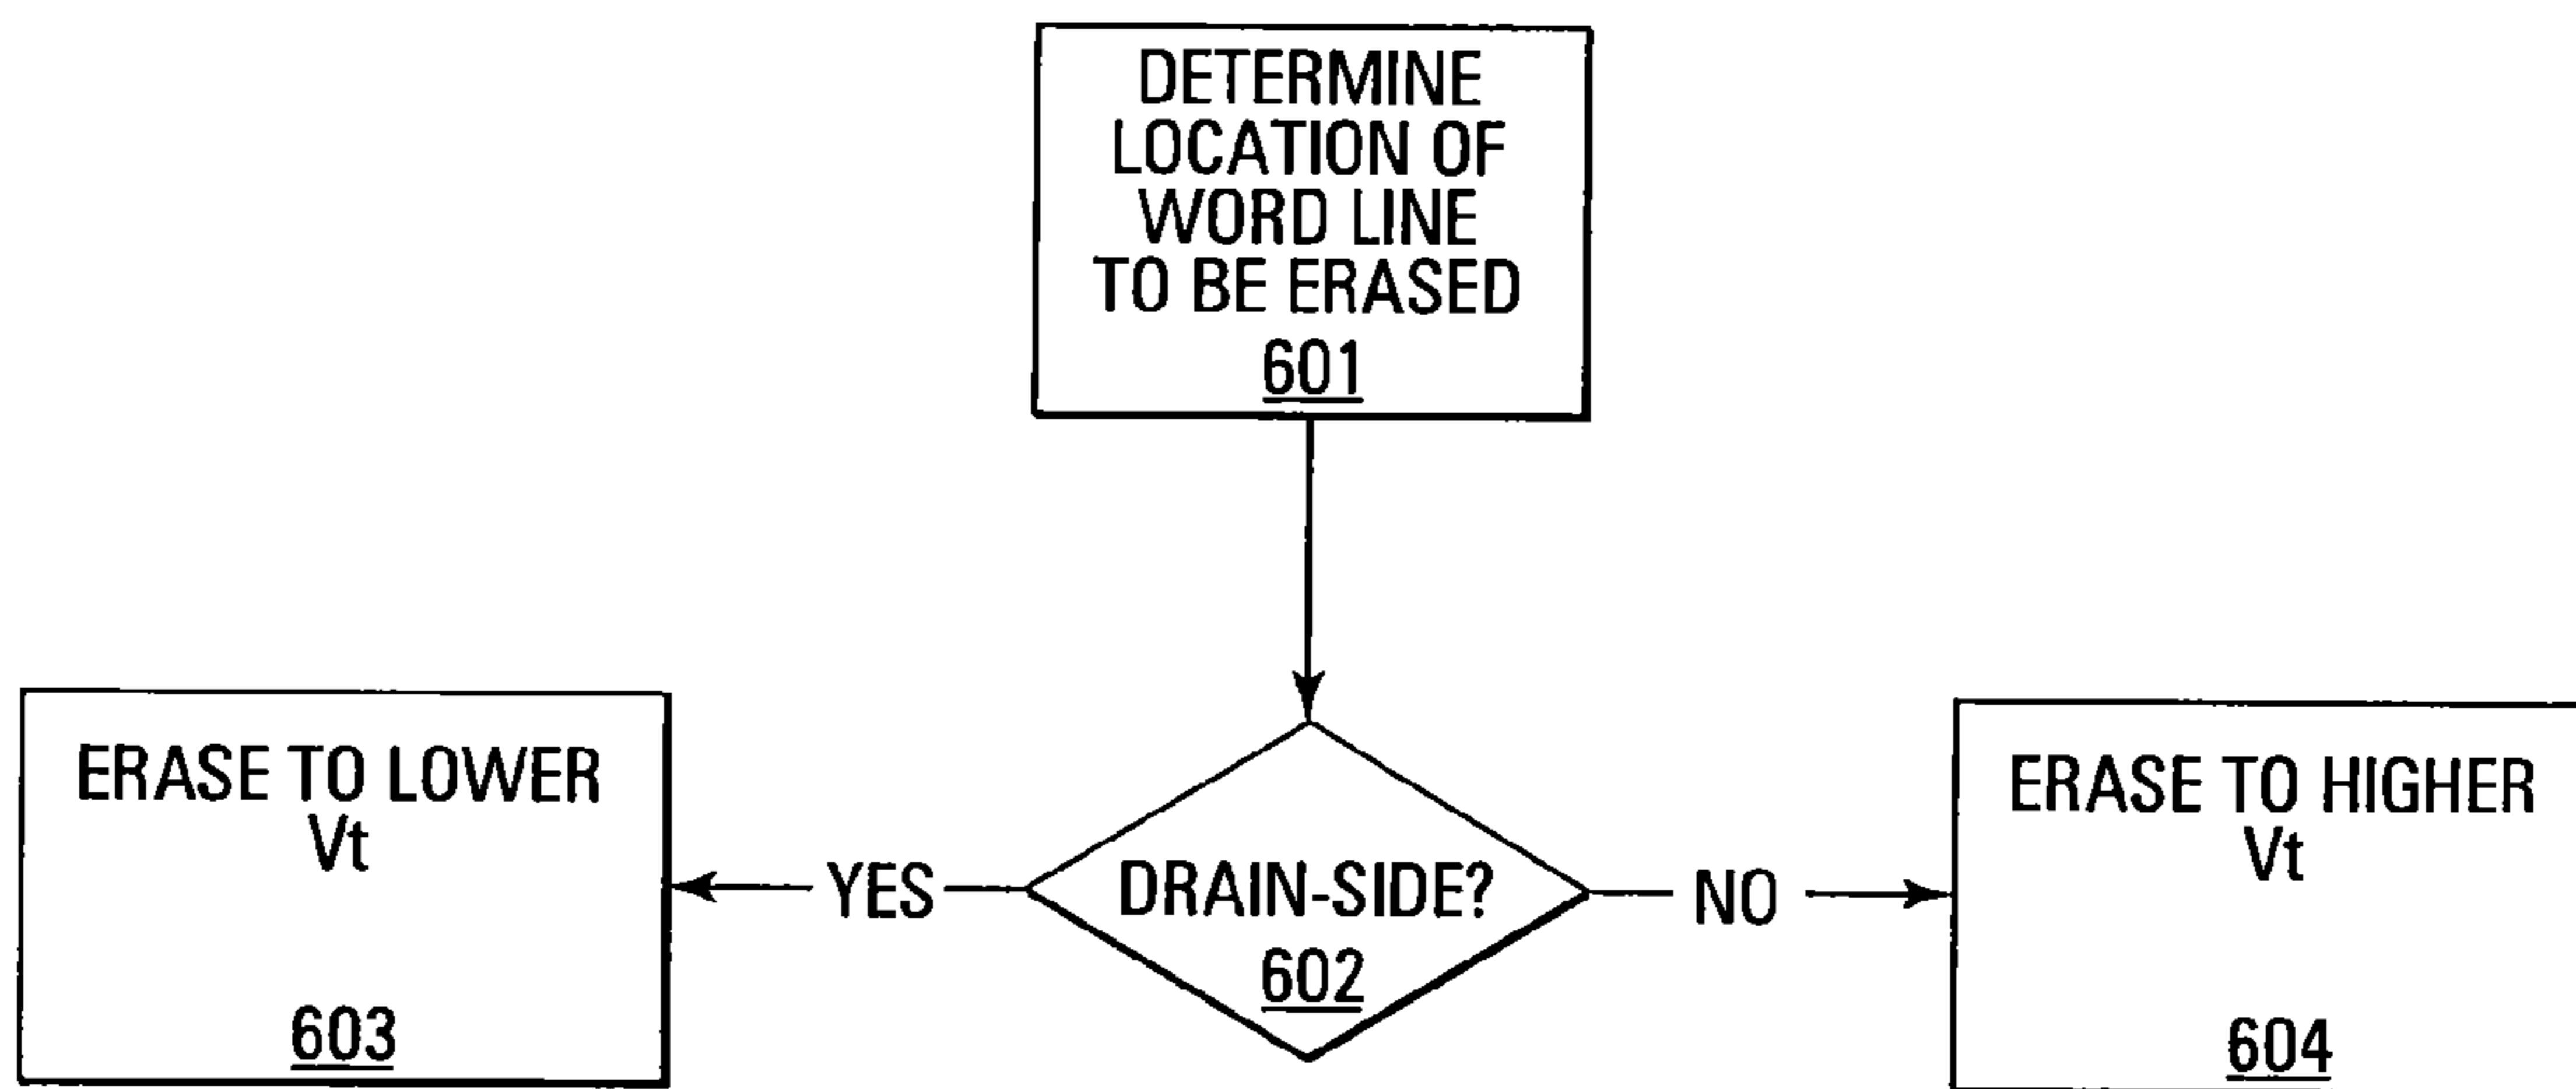 DETERMINE
LOCATION OF
WORD LINE
TO BE ERASED
601
ERASE TO LOWER
Vt
603
YES
DRAIN-SIDE?
602
NO
ERASE TO HIGHER
Vt
604